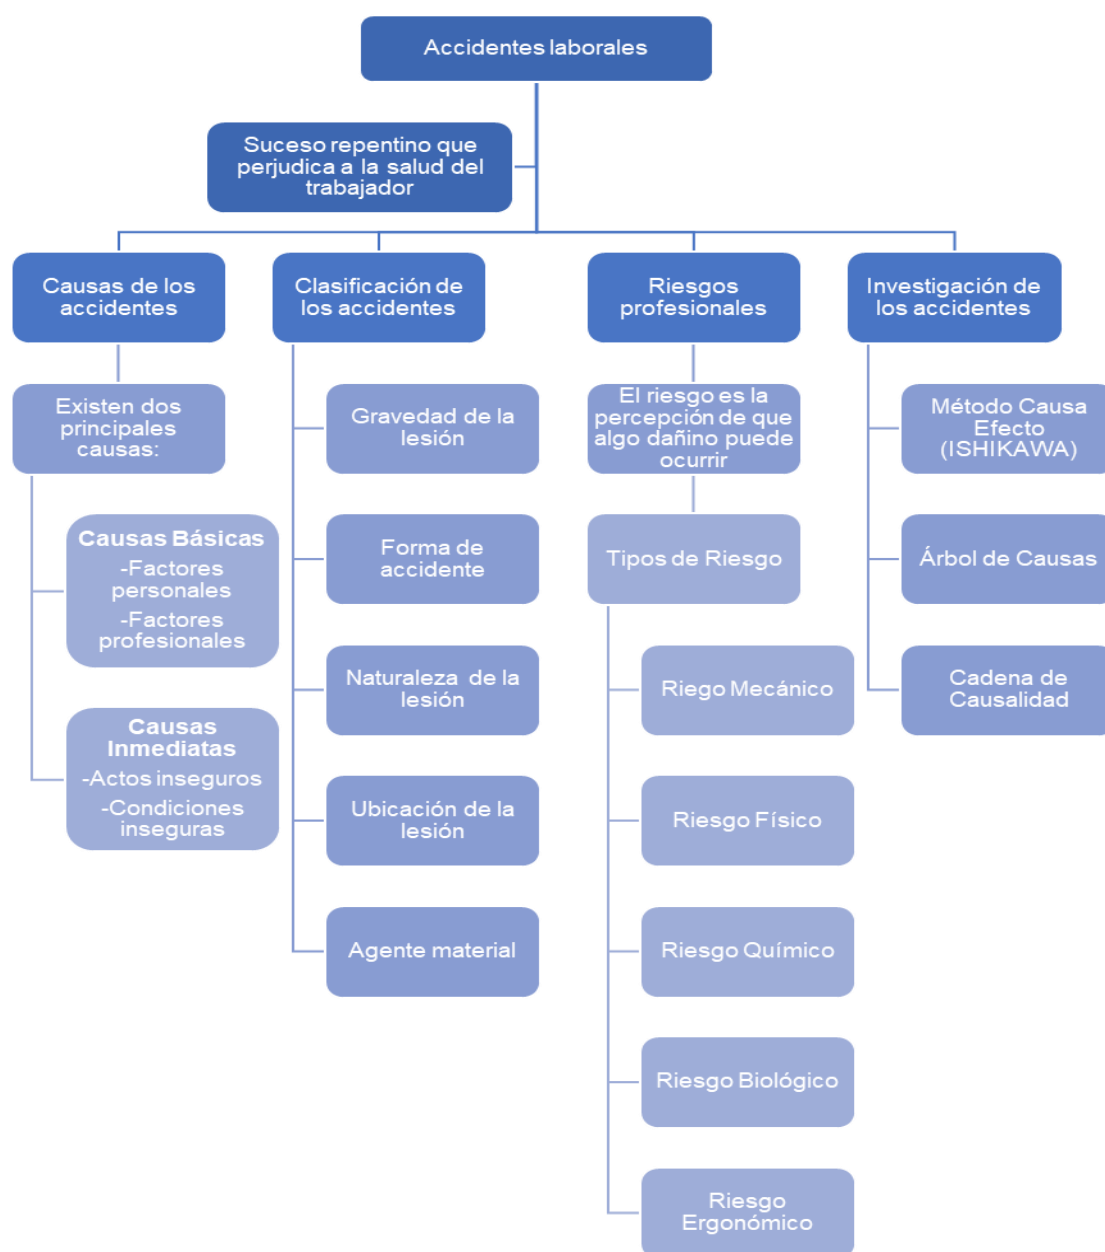 Accidentes laborales
Suceso repentino que
perjudica a la salud del
trabajador
Causas de los
accidentes
Existen dos
principales
causas:
Causas Básicas
-Factores
personales
-Factores
profesionales
Causas
Inmediatas
-Actos inseguros
-Condiciones
inseguras
Clasificación de
los accidentes
Gravedad de la
lesión
Forma de
accidente
Naturaleza de la
lesión
Ubicación de la
lesión
Agente material
Riesgos
profesionales
El riesgo es la
percepción de que
algo dañino puede
ocurrir
Tipos de Riesgo
Riego Mecánico
Riesgo Físico
Riesgo Químico
Riesgo Biológico
Riesgo
Ergonómico
Investigación de
los accidentes
Método Causa
Efecto
(ISHIKAWA)
Árbol de Causas
Cadena de
Causalidad